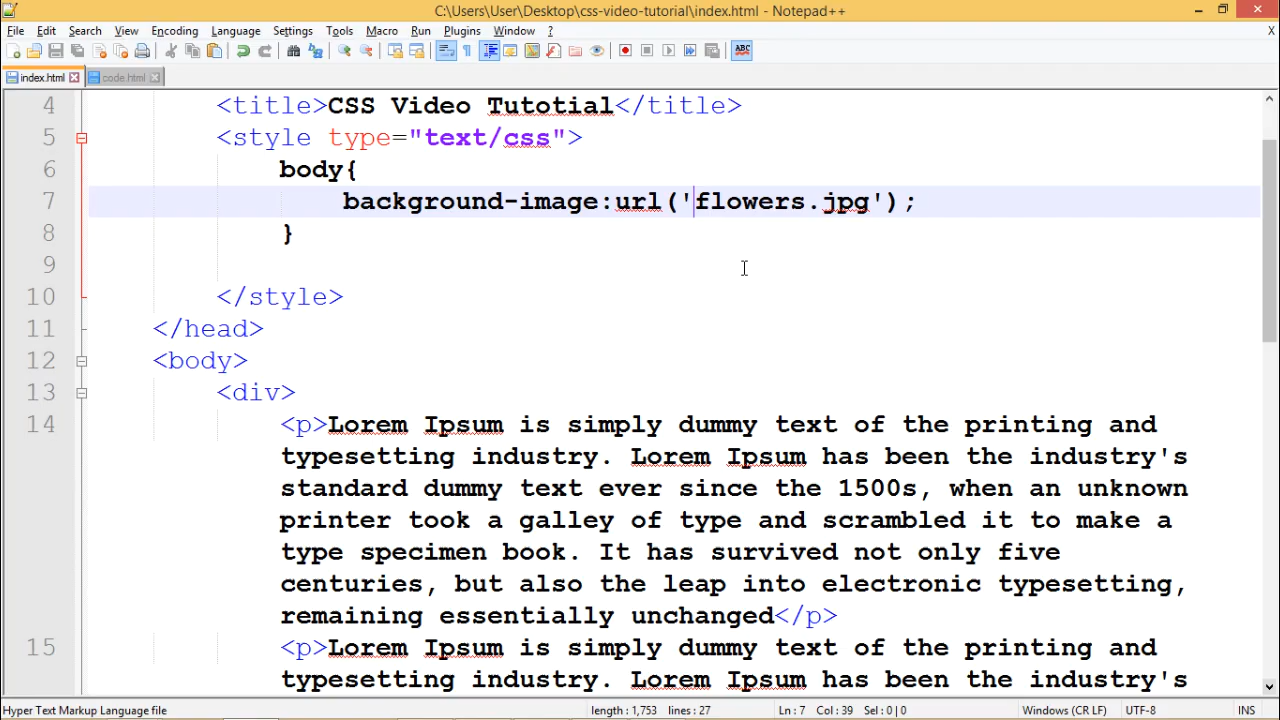 C:\Users\User\Desktop\css-video-tutorial\index.html - Notepad++
File Edit Search View Encoding Language Settings Tools Macro Run Plugins Window ? X
ABC
index.html code.html
4 <title>CSS Video Tutotial</title>
5 <style type="text/css">
6 body{
7 background-image:url('flowers.jpg');
8 }
9
10 </style>
11 </head>
12 <body>
13 <div>
14 <p>Lorem Ipsum is simply dummy text of the printing and
typesetting industry. Lorem Ipsum has been the industry's
standard dummy text ever since the 1500s, when an unknown
printer took a galley of type and scrambled it to make a
type specimen book. It has survived not only five
centuries, but also the leap into electronic typesetting,
remaining essentially unchanged</p>
15 <p>Lorem Ipsum is simply dummy text of the printing and
typesetting industry. Lorem Ipsum has been the industry's
Hyper Text Markup Language file length : 1,753 lines : 27 Ln : 7 Col : 39 Sel : 0 | 0 Windows (CR LF) UTF-8 INS